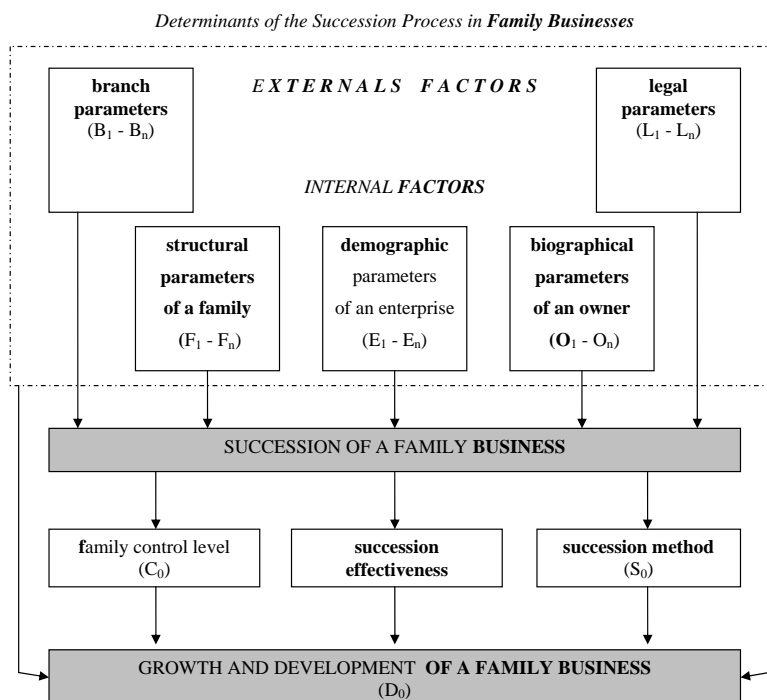 Determinants of the Succession Process in Family Businesses
branch
parameters
(B₁ - Bₙ)
EXTERNALS FACTORS
legal
parameters
(L₁ - Lₙ)
INTERNAL FACTORS
structural
parameters
of a family
(F₁ - Fₙ)
demographic
parameters
of an enterprise
(E₁ - Eₙ)
biographical
parameters
of an owner
(O₁ - Oₙ)
SUCCESSION OF A FAMILY BUSINESS
family control level
(C₀)
succession
effectiveness
succession method
(S₀)
GROWTH AND DEVELOPMENT OF A FAMILY BUSINESS
(D₀)